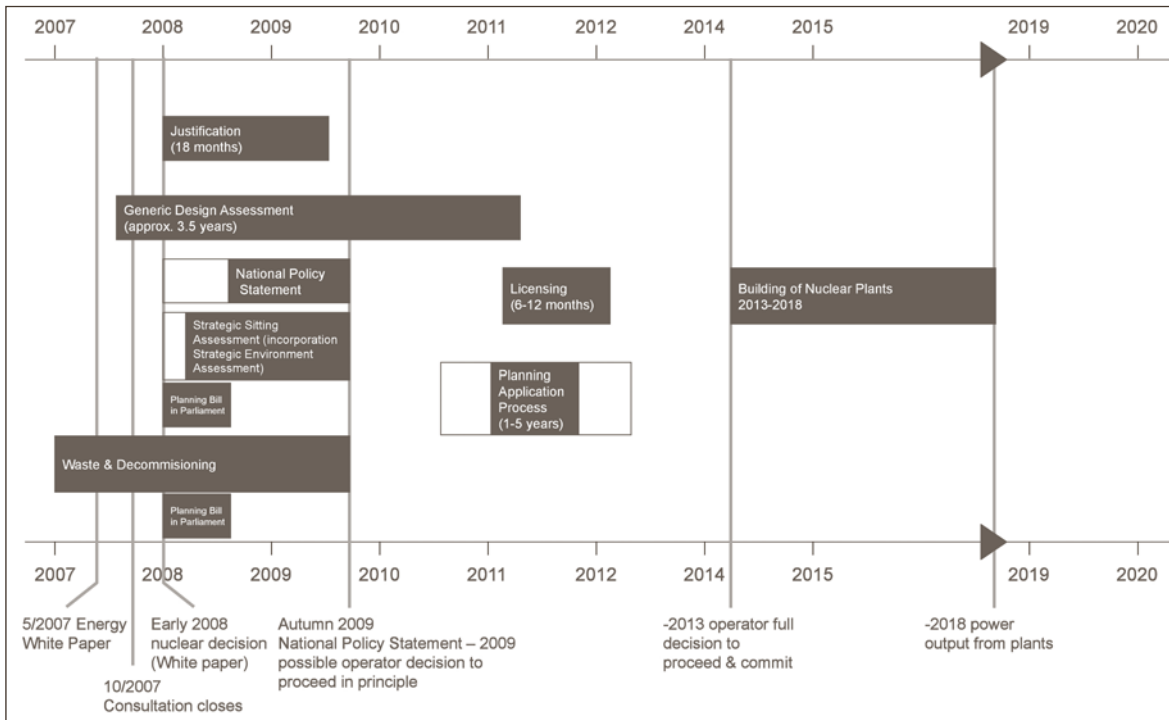 2007 2008 2009 2010 2011 2012 2014 2015 2019 2020
Justification
(18 months)
Generic Design Assessment
(approx. 3.5 years)
National Policy
Statement
Licensing
(6-12 months)
Building of Nuclear Plants
2013-2018
Strategic Sitting
Assessment (incorporation
Strategic Environment
Assessment)
Planning
Application
Process
(1-5 years)
Planning Bill
in Parliament
Waste & Decommisioning
Planning Bill
in Parliament
2007 2008 2009 2010 2011 2012 2014 2015 2019 2020
5/2007 Energy
White Paper
10/2007
Consultation closes
Early 2008
nuclear decision
(White paper)
Autumn 2009
National Policy Statement – 2009
possible operator decision to
proceed in principle
-2013 operator full
decision to
proceed & commit
-2018 power
output from plants